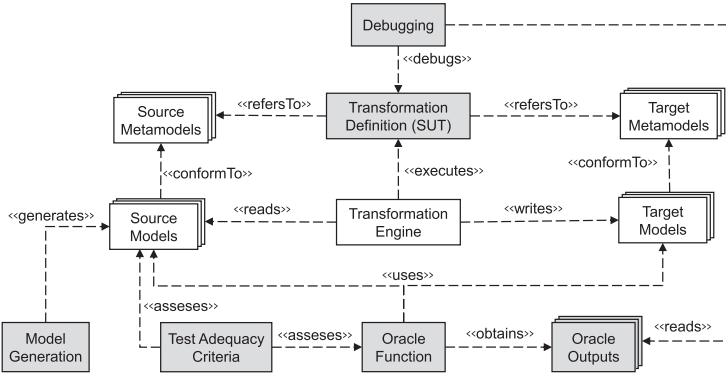 Debugging
<<debugs>>
Source
Metamodels
<<refersTo>>
Transformation
Definition (SUT)
<<refersTo>>
Target
Metamodels
<<conformTo>>
<<executes>>
<<conformTo>>
<<generates>>
Source
Models
<<reads>>
Transformation
Engine
<<writes>>
Target
Models
<<uses>>
<<asseses>>
Model
Generation
Test Adequacy
Criteria
<<asseses>>
Oracle
Function
<<obtains>>
Oracle
Outputs
<<reads>>